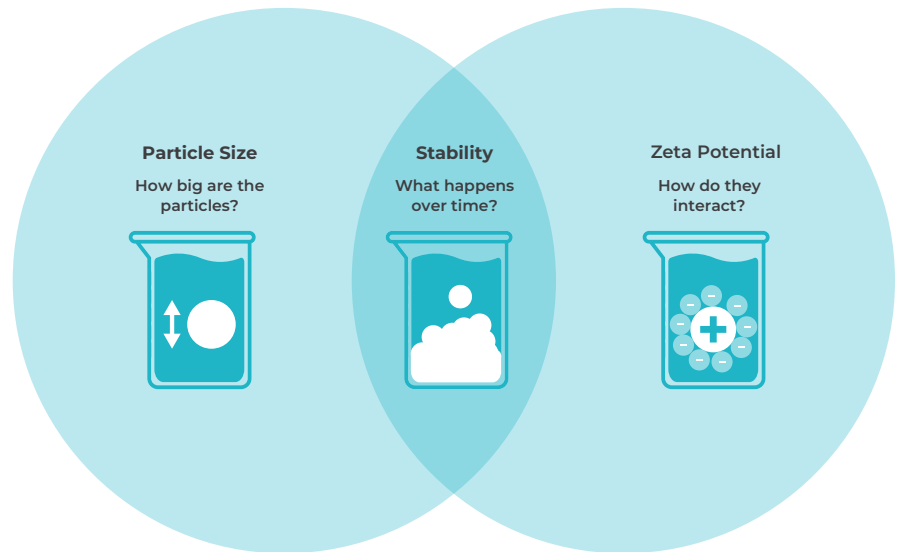 Particle Size
How big are the
particles?
Stability
What happens
over time?
Zeta Potential
How do they
interact?